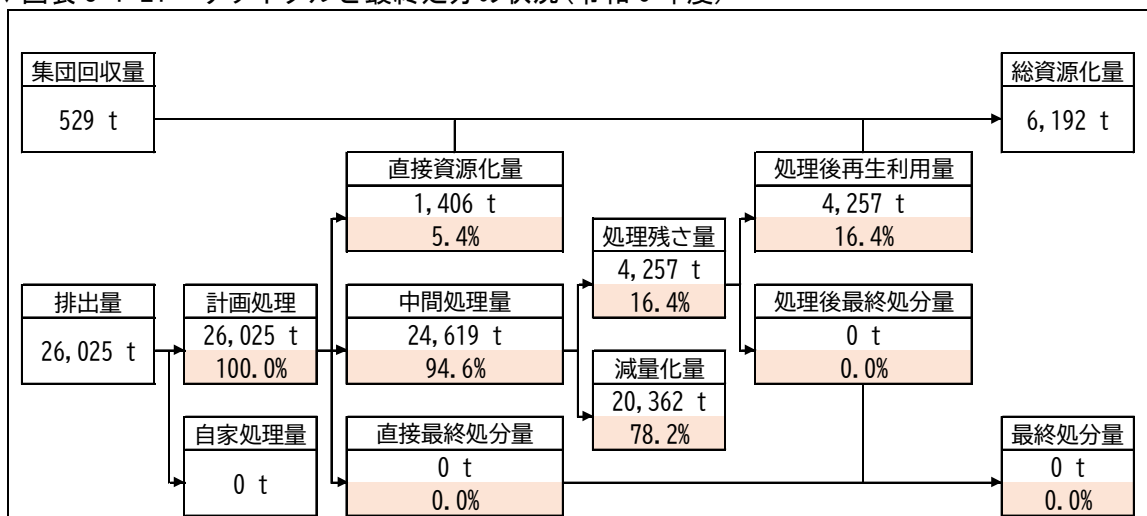 集団回収量
529 t
総資源化量
6,192 t
直接資源化量
1,406 t
5.4%
処理後再生利用量
4,257 t
16.4%
処理残さ量
4,257 t
16.4%
排出量
26,025 t
計画処理
26,025 t
100.0%
中間処理量
24,619 t
94.6%
処理後最終処分量
0 t
0.0%
減量化量
20,362 t
78.2%
自家処理量
0 t
直接最終処分量
0 t
0.0%
最終処分量
0 t
0.0%